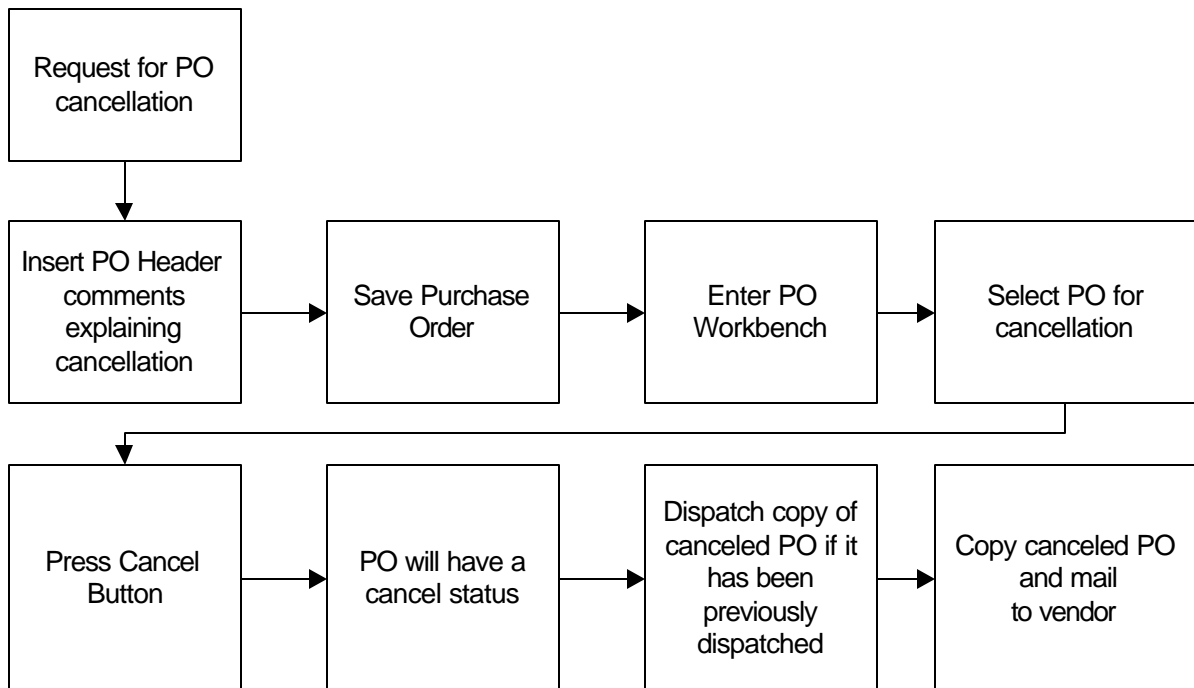 Request for PO
cancellation
Insert PO Header
comments
explaining
cancellation
Save Purchase
Order
Enter PO
Workbench
Select PO for
cancellation
Press Cancel
Button
PO will have a
cancel status
Dispatch copy of
canceled PO if it
has been
previously
dispatched
Copy canceled PO
and mail
to vendor